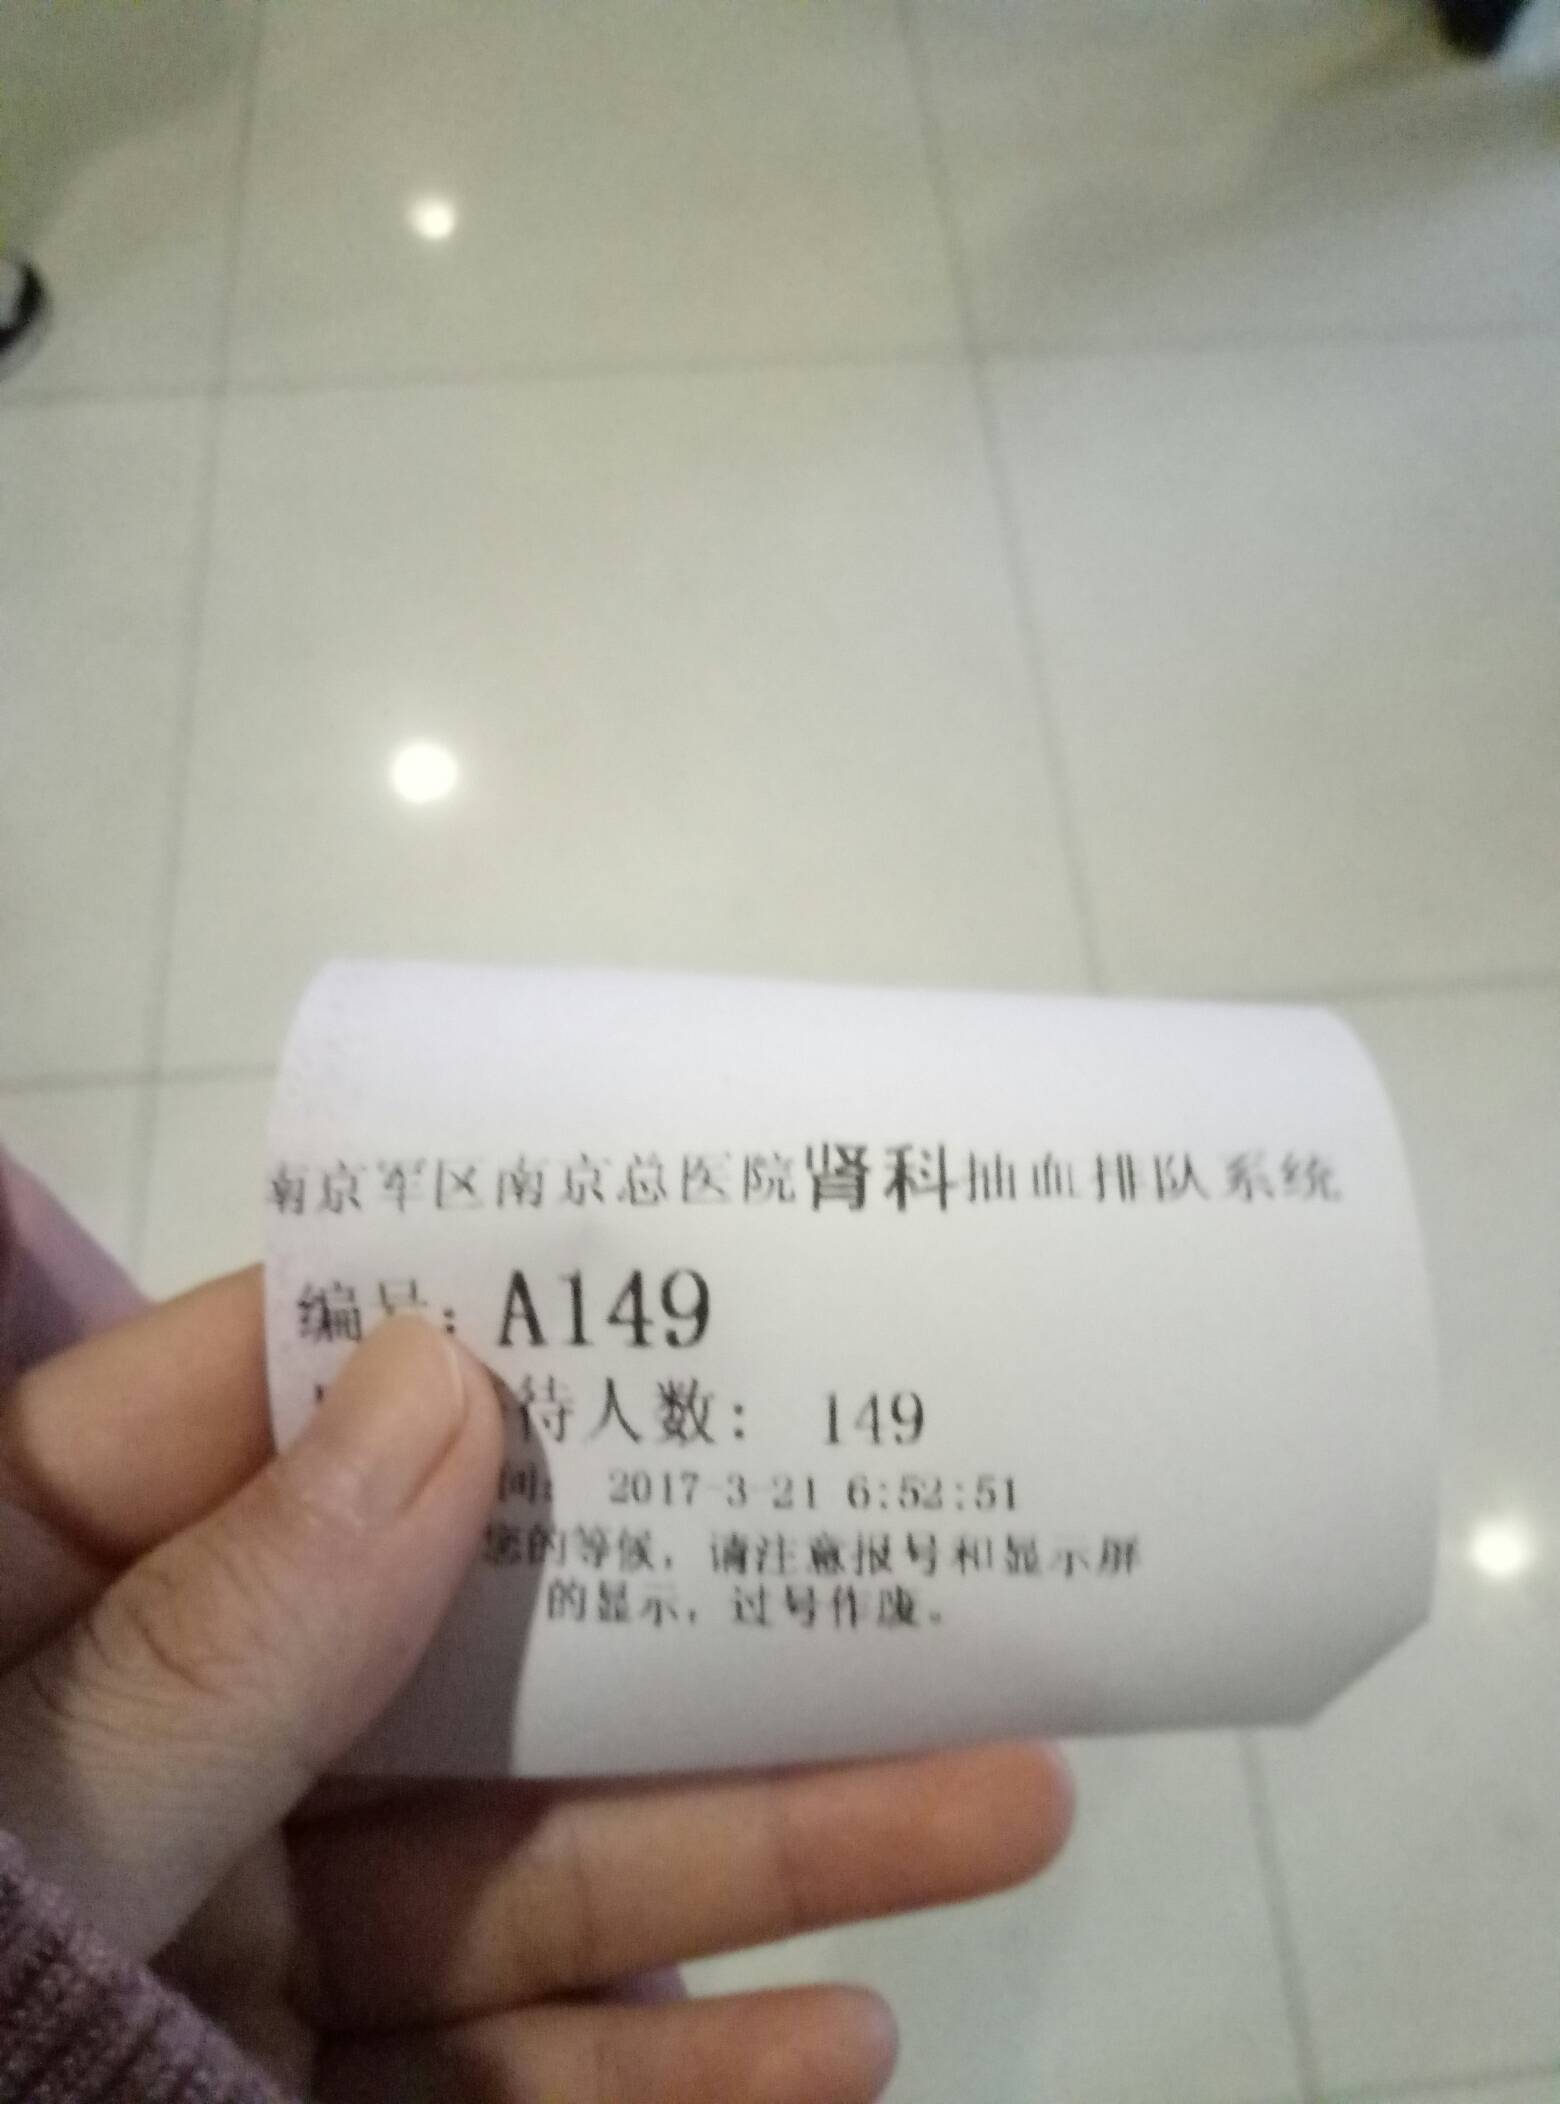 南京军区南京总医院肾科抽血排队系统
编号: A149
待人数: 149
间: 2017-3-21 6:52:51
您的等候，请注意报号和显示屏
的显示，过号作废。